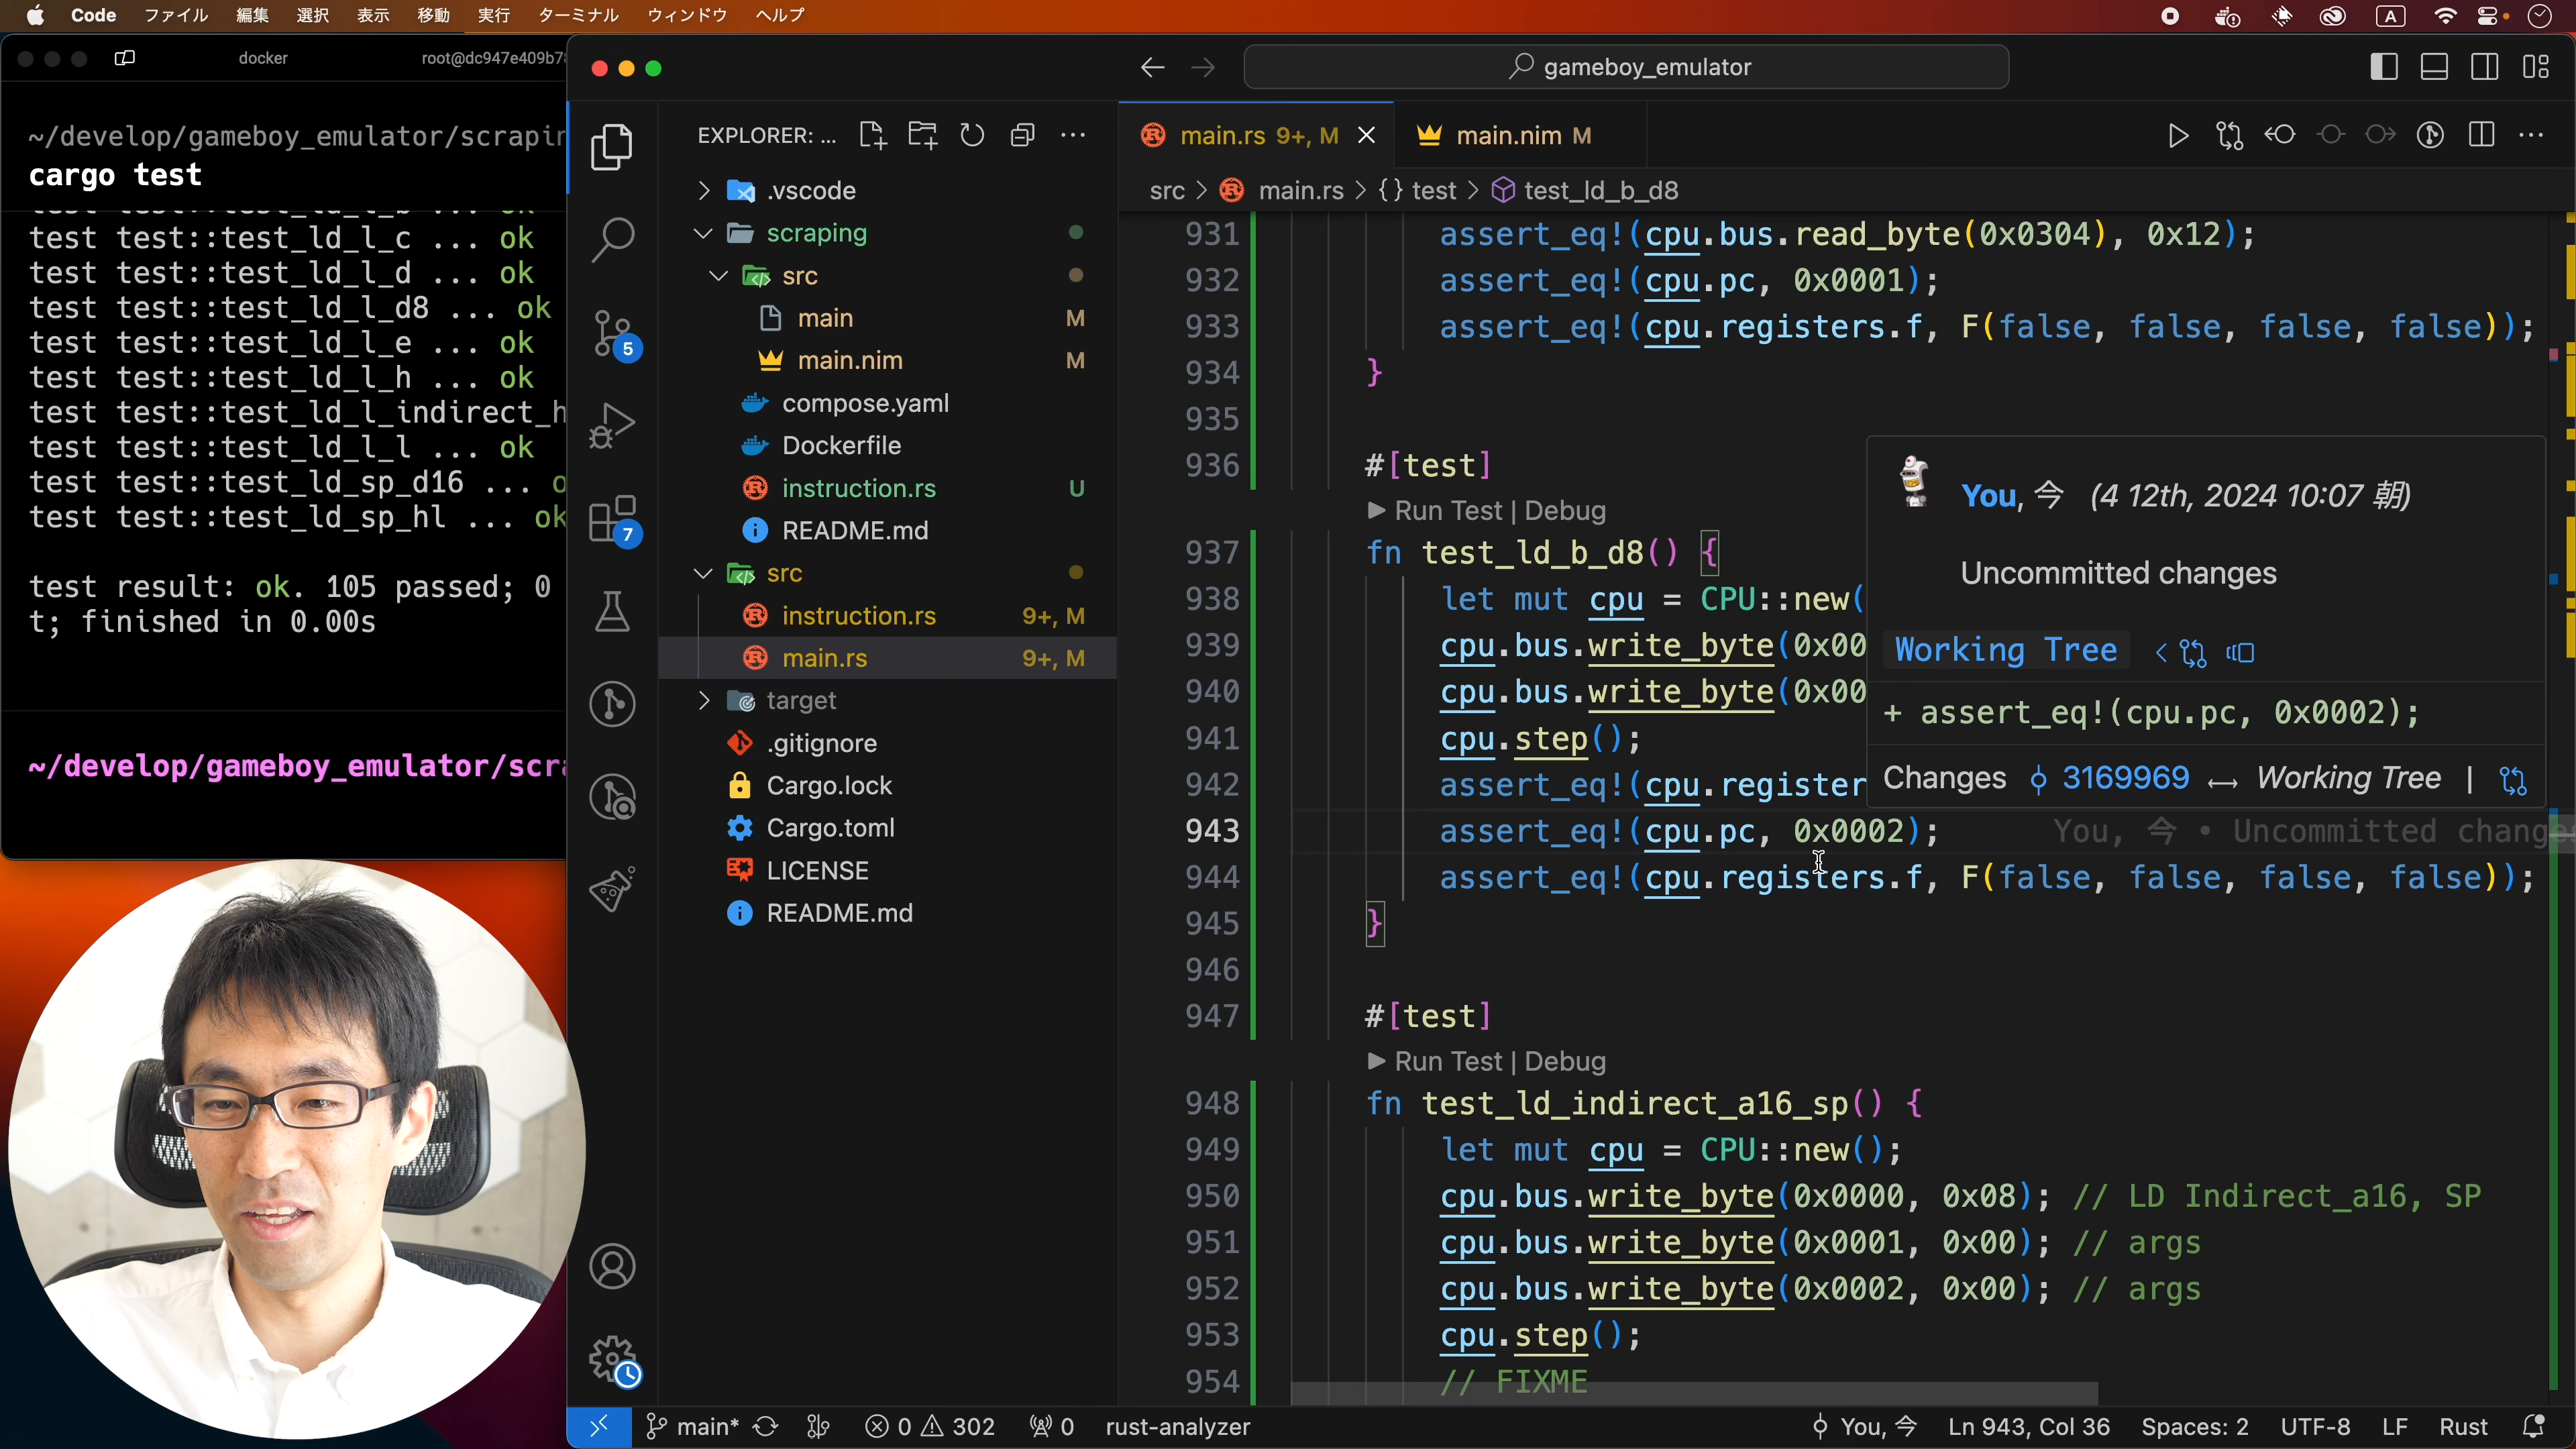 Code ファイル 編集 選択 表示 移動 実行 ターミナル ウィンドウ ヘルプ
A
docker root@dc947e409b7
~/develop/gameboy_emulator/scrapin
cargo test
test test::test_ld_l_b ... ok
test test::test_ld_l_c ... ok
test test::test_ld_l_d ... ok
test test::test_ld_l_d8 ... ok
test test::test_ld_l_e ... ok
test test::test_ld_l_h ... ok
test test::test_ld_l_indirect_h
test test::test_ld_l_l ... ok
test test::test_ld_sp_d16 ... o
test test::test_ld_sp_hl ... ok
test result: ok. 105 passed; 0
t; finished in 0.00s
~/develop/gameboy_emulator/scra
gameboy_emulator
EXPLORER: ...
.vscode
scraping
src
main M
main.nim M
compose.yaml
Dockerfile
instruction.rs U
README.md
src
instruction.rs 9+, M
main.rs 9+, M
target
.gitignore
Cargo.lock
Cargo.toml
LICENSE
README.md
5
7
main.rs 9+, M
main.nim M
src > main.rs > {} test > test_ld_b_d8
931 assert_eq!(cpu.bus.read_byte(0x0304), 0x12);
932 assert_eq!(cpu.pc, 0x0001);
933 assert_eq!(cpu.registers.f, F(false, false, false, false));
934 }
935
936 #[test]
Run Test | Debug
937 fn test_ld_b_d8() {
938 let mut cpu = CPU::new(
939 cpu.bus.write_byte(0x00
940 cpu.bus.write_byte(0x00
941 cpu.step();
942 assert_eq!(cpu.register
943 assert_eq!(cpu.pc, 0x0002); You, 今 • Uncommitted change
944 assert_eq!(cpu.registers.f, F(false, false, false, false));
945 }
946
947 #[test]
Run Test | Debug
948 fn test_ld_indirect_a16_sp() {
949 let mut cpu = CPU::new();
950 cpu.bus.write_byte(0x0000, 0x08); // LD Indirect_a16, SP
951 cpu.bus.write_byte(0x0001, 0x00); // args
952 cpu.bus.write_byte(0x0002, 0x00); // args
953 cpu.step();
954 // FIXME
You, 今 (4 12th, 2024 10:07 朝)
Uncommitted changes
Working Tree
+ assert_eq!(cpu.pc, 0x0002);
Changes 3169969 ↔ Working Tree |
main* 0 302 0 rust-analyzer You, 今 Ln 943, Col 36 Spaces: 2 UTF-8 LF Rust